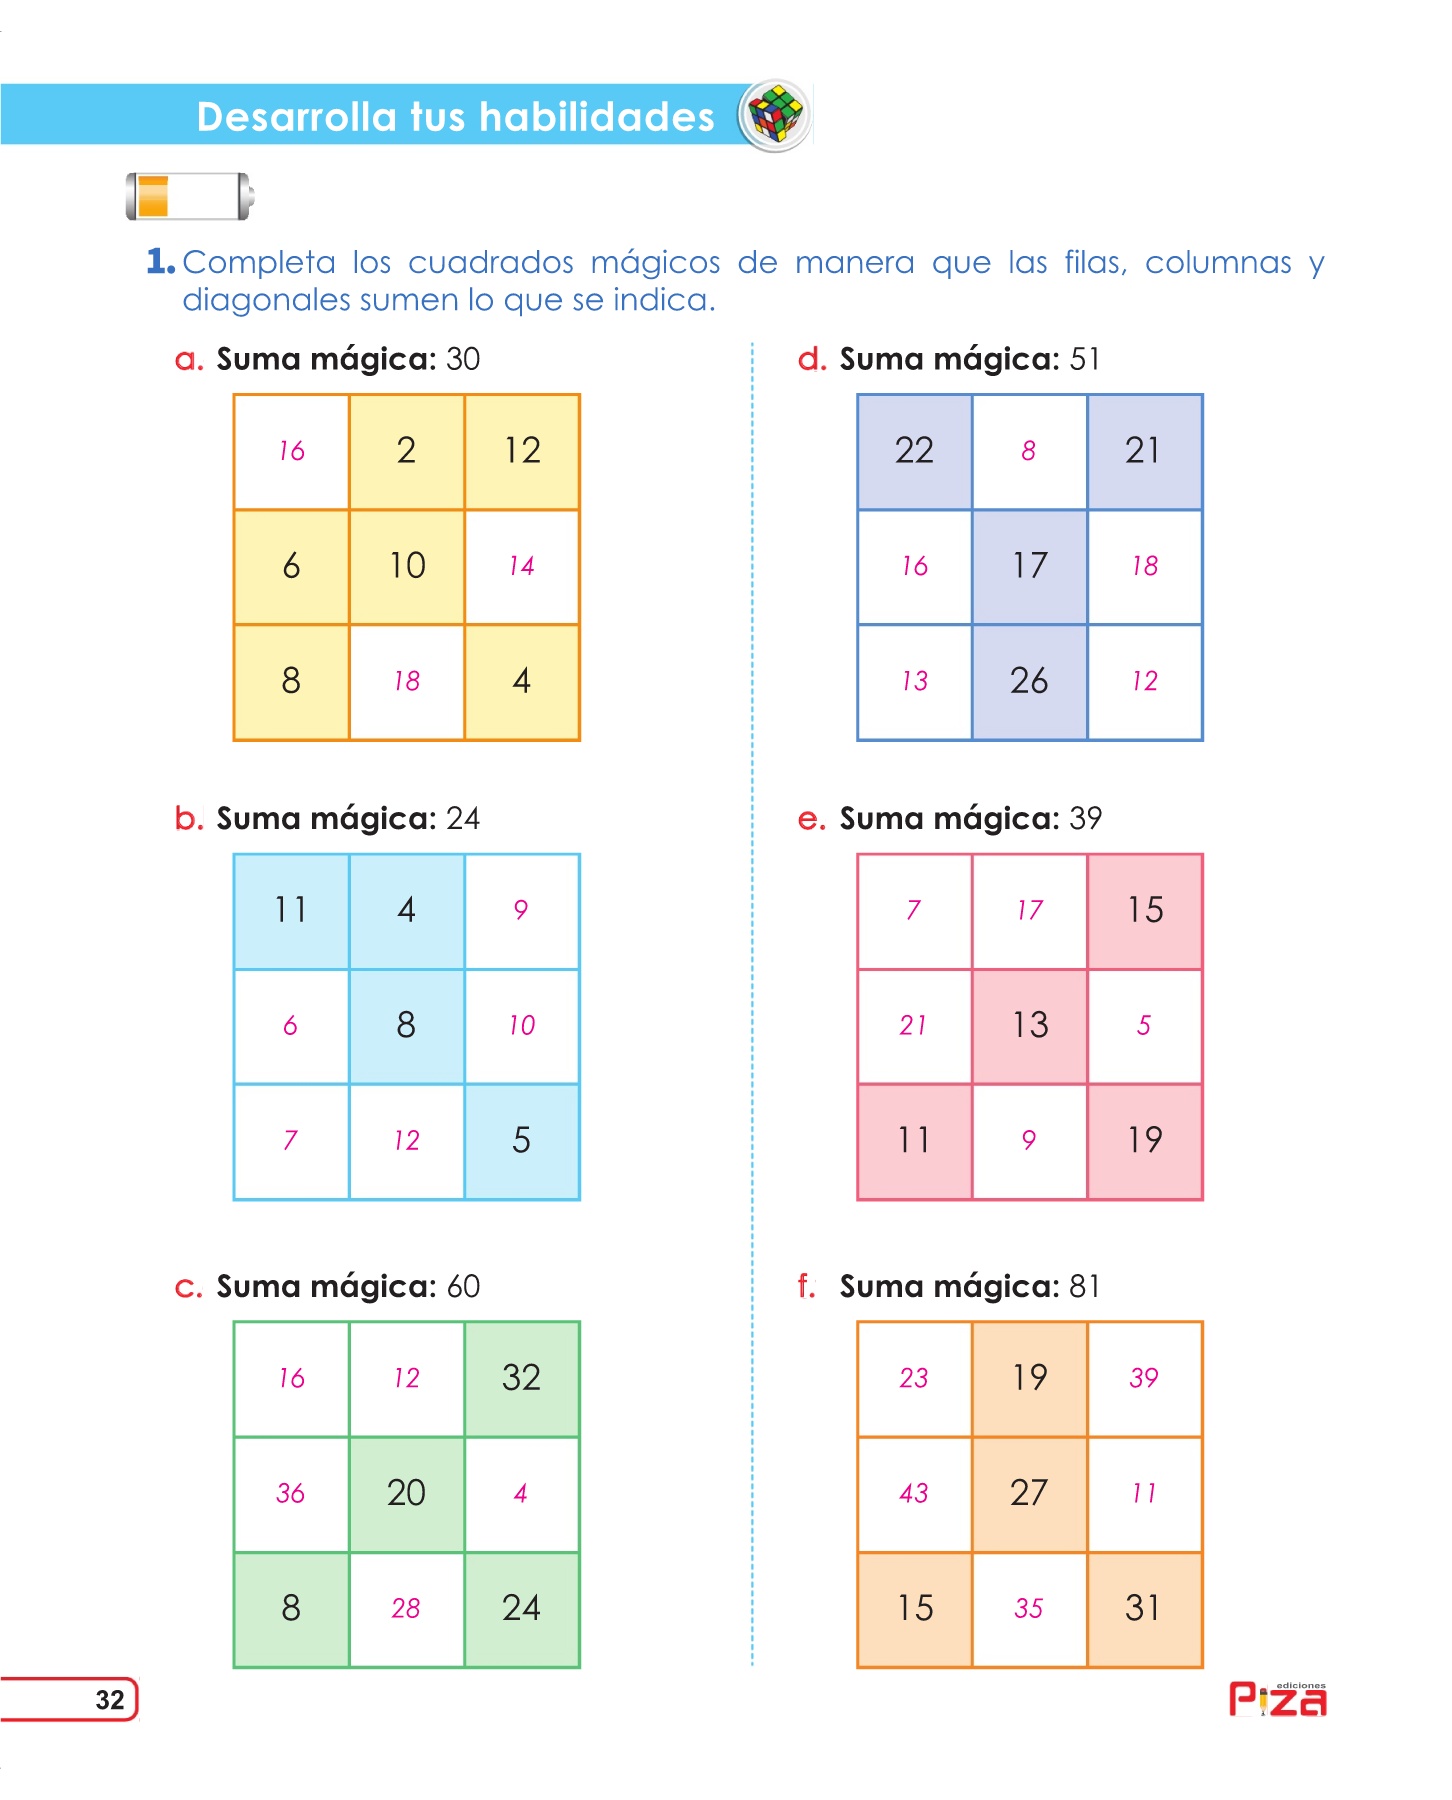 Desarrolla tus habilidades
1. Completa los cuadrados mágicos de manera que las filas, columnas y
diagonales sumen lo que se indica.
a. Suma mágica: 30
16 2 12
6 10 14
8 18 4
b. Suma mágica: 24
11 4 9
6 8 10
7 12 5
c. Suma mágica: 60
16 12 32
36 20 4
8 28 24
d. Suma mágica: 51
22 8 21
16 17 18
13 26 12
e. Suma mágica: 39
7 17 15
21 13 5
11 9 19
f. Suma mágica: 81
23 19 39
43 27 11
15 35 31
32
ediciones
Piza